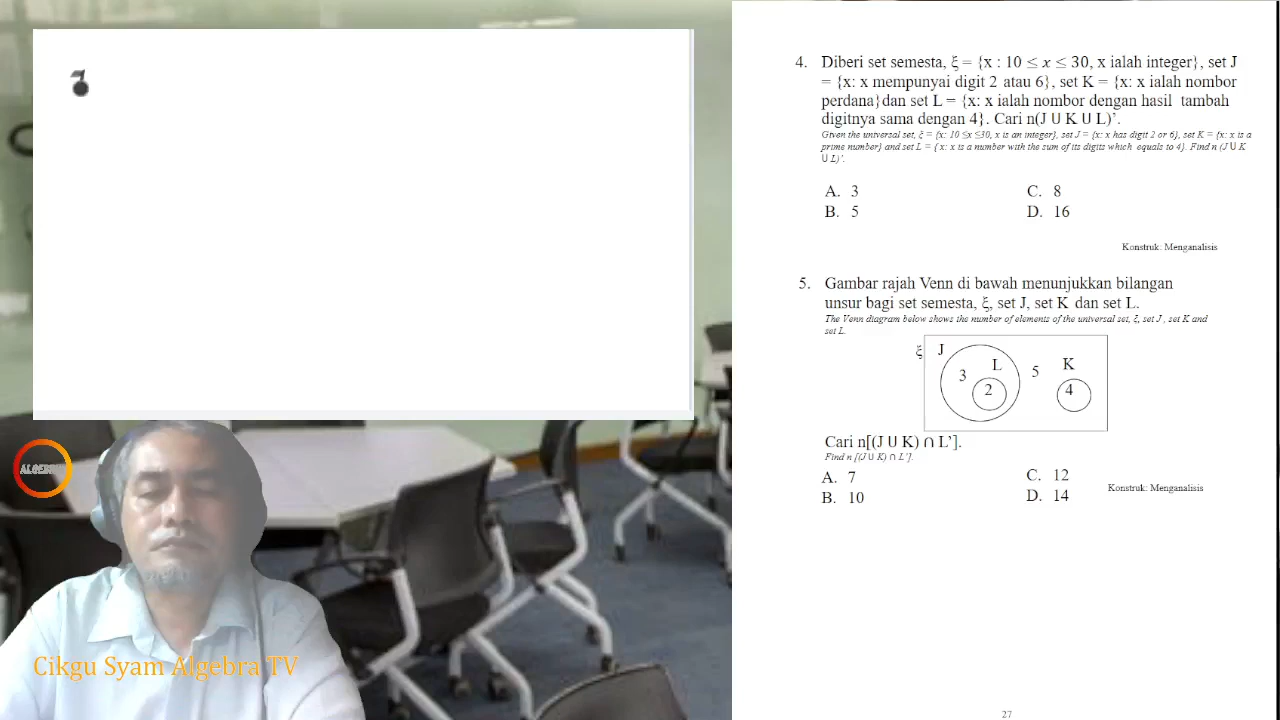 4. Diberi set semesta, ξ = {x : 10 ≤ x ≤ 30, x ialah integer}, set J
= {x: x mempunyai digit 2 atau 6}, set K = {x: x ialah nombor
perdana}dan set L = {x: x ialah nombor dengan hasil tambah
digitnya sama dengan 4}. Cari n(J U K U L)’.
Given the universal set, ξ = {x: 10 ≤x ≤30, x is an integer}, set J = {x: x has digit 2 or 6}, set K = {x: x is a
prime number} and set L = { x: x is a number with the sum of its digits which equals to 4}. Find n (J U K
U L)’.
A. 3
C. 8
B. 5
D. 16
Konstruk: Menganalisis
5. Gambar rajah Venn di bawah menunjukkan bilangan
unsur bagi set semesta, ξ, set J, set K dan set L.
The Venn diagram below shows the number of elements of the universal set, ξ, set J , set K and
set L.
ξ J
L 5 K
3
2 4
Cari n[(J U K) ∩ L’].
Find n [(J U K) ∩ L’].
A. 7
C. 12
B. 10
D. 14
Konstruk: Menganalisis
ALGEBRA
Cikgu Syam Algebra TV
27